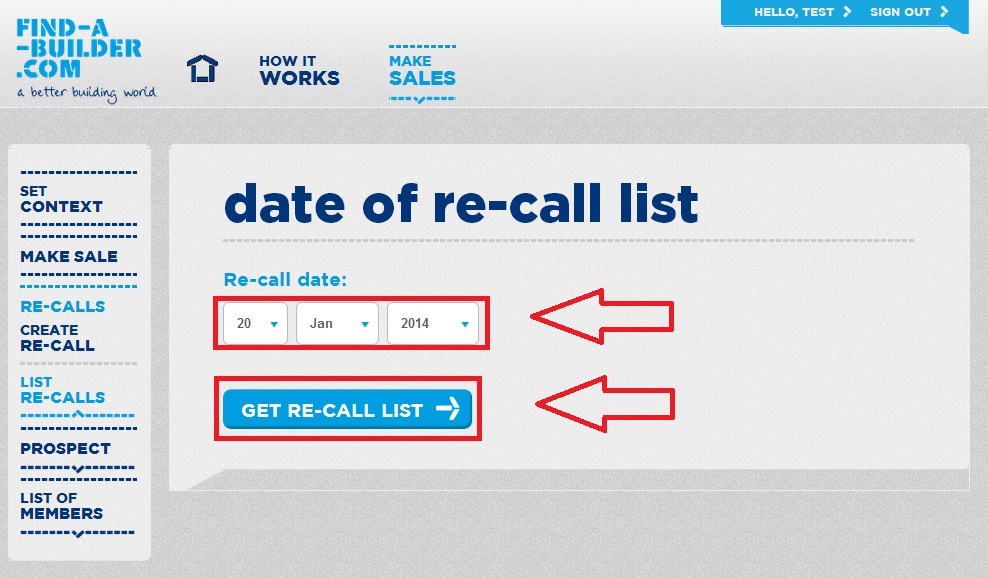 HELLO, TEST
SIGN OUT
FIND-A
-BUILDER
.COM
a better building world
HOW IT
WORKS
MAKE
SALES
SET
CONTEXT
MAKE SALE
RE-CALLS
CREATE
RE-CALL
LIST
RE-CALLS
PROSPECT
LIST OF
MEMBERS
date of re-call list
Re-call date:
20 Jan 2014
GET RE-CALL LIST